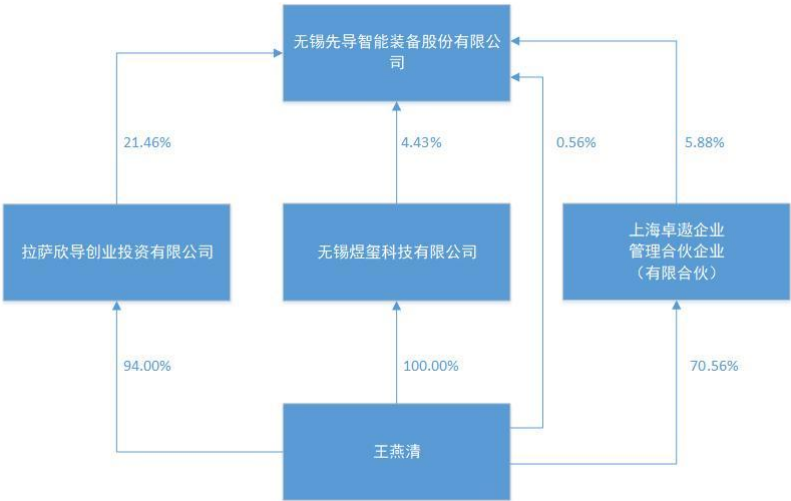 无锡先导智能装备股份有限公
司
21.46%
4.43%
0.56%
5.88%
拉萨欣导创业投资有限公司
无锡煜玺科技有限公司
上海卓遨企业
管理合伙企业
（有限合伙）
94.00%
100.00%
70.56%
王燕清